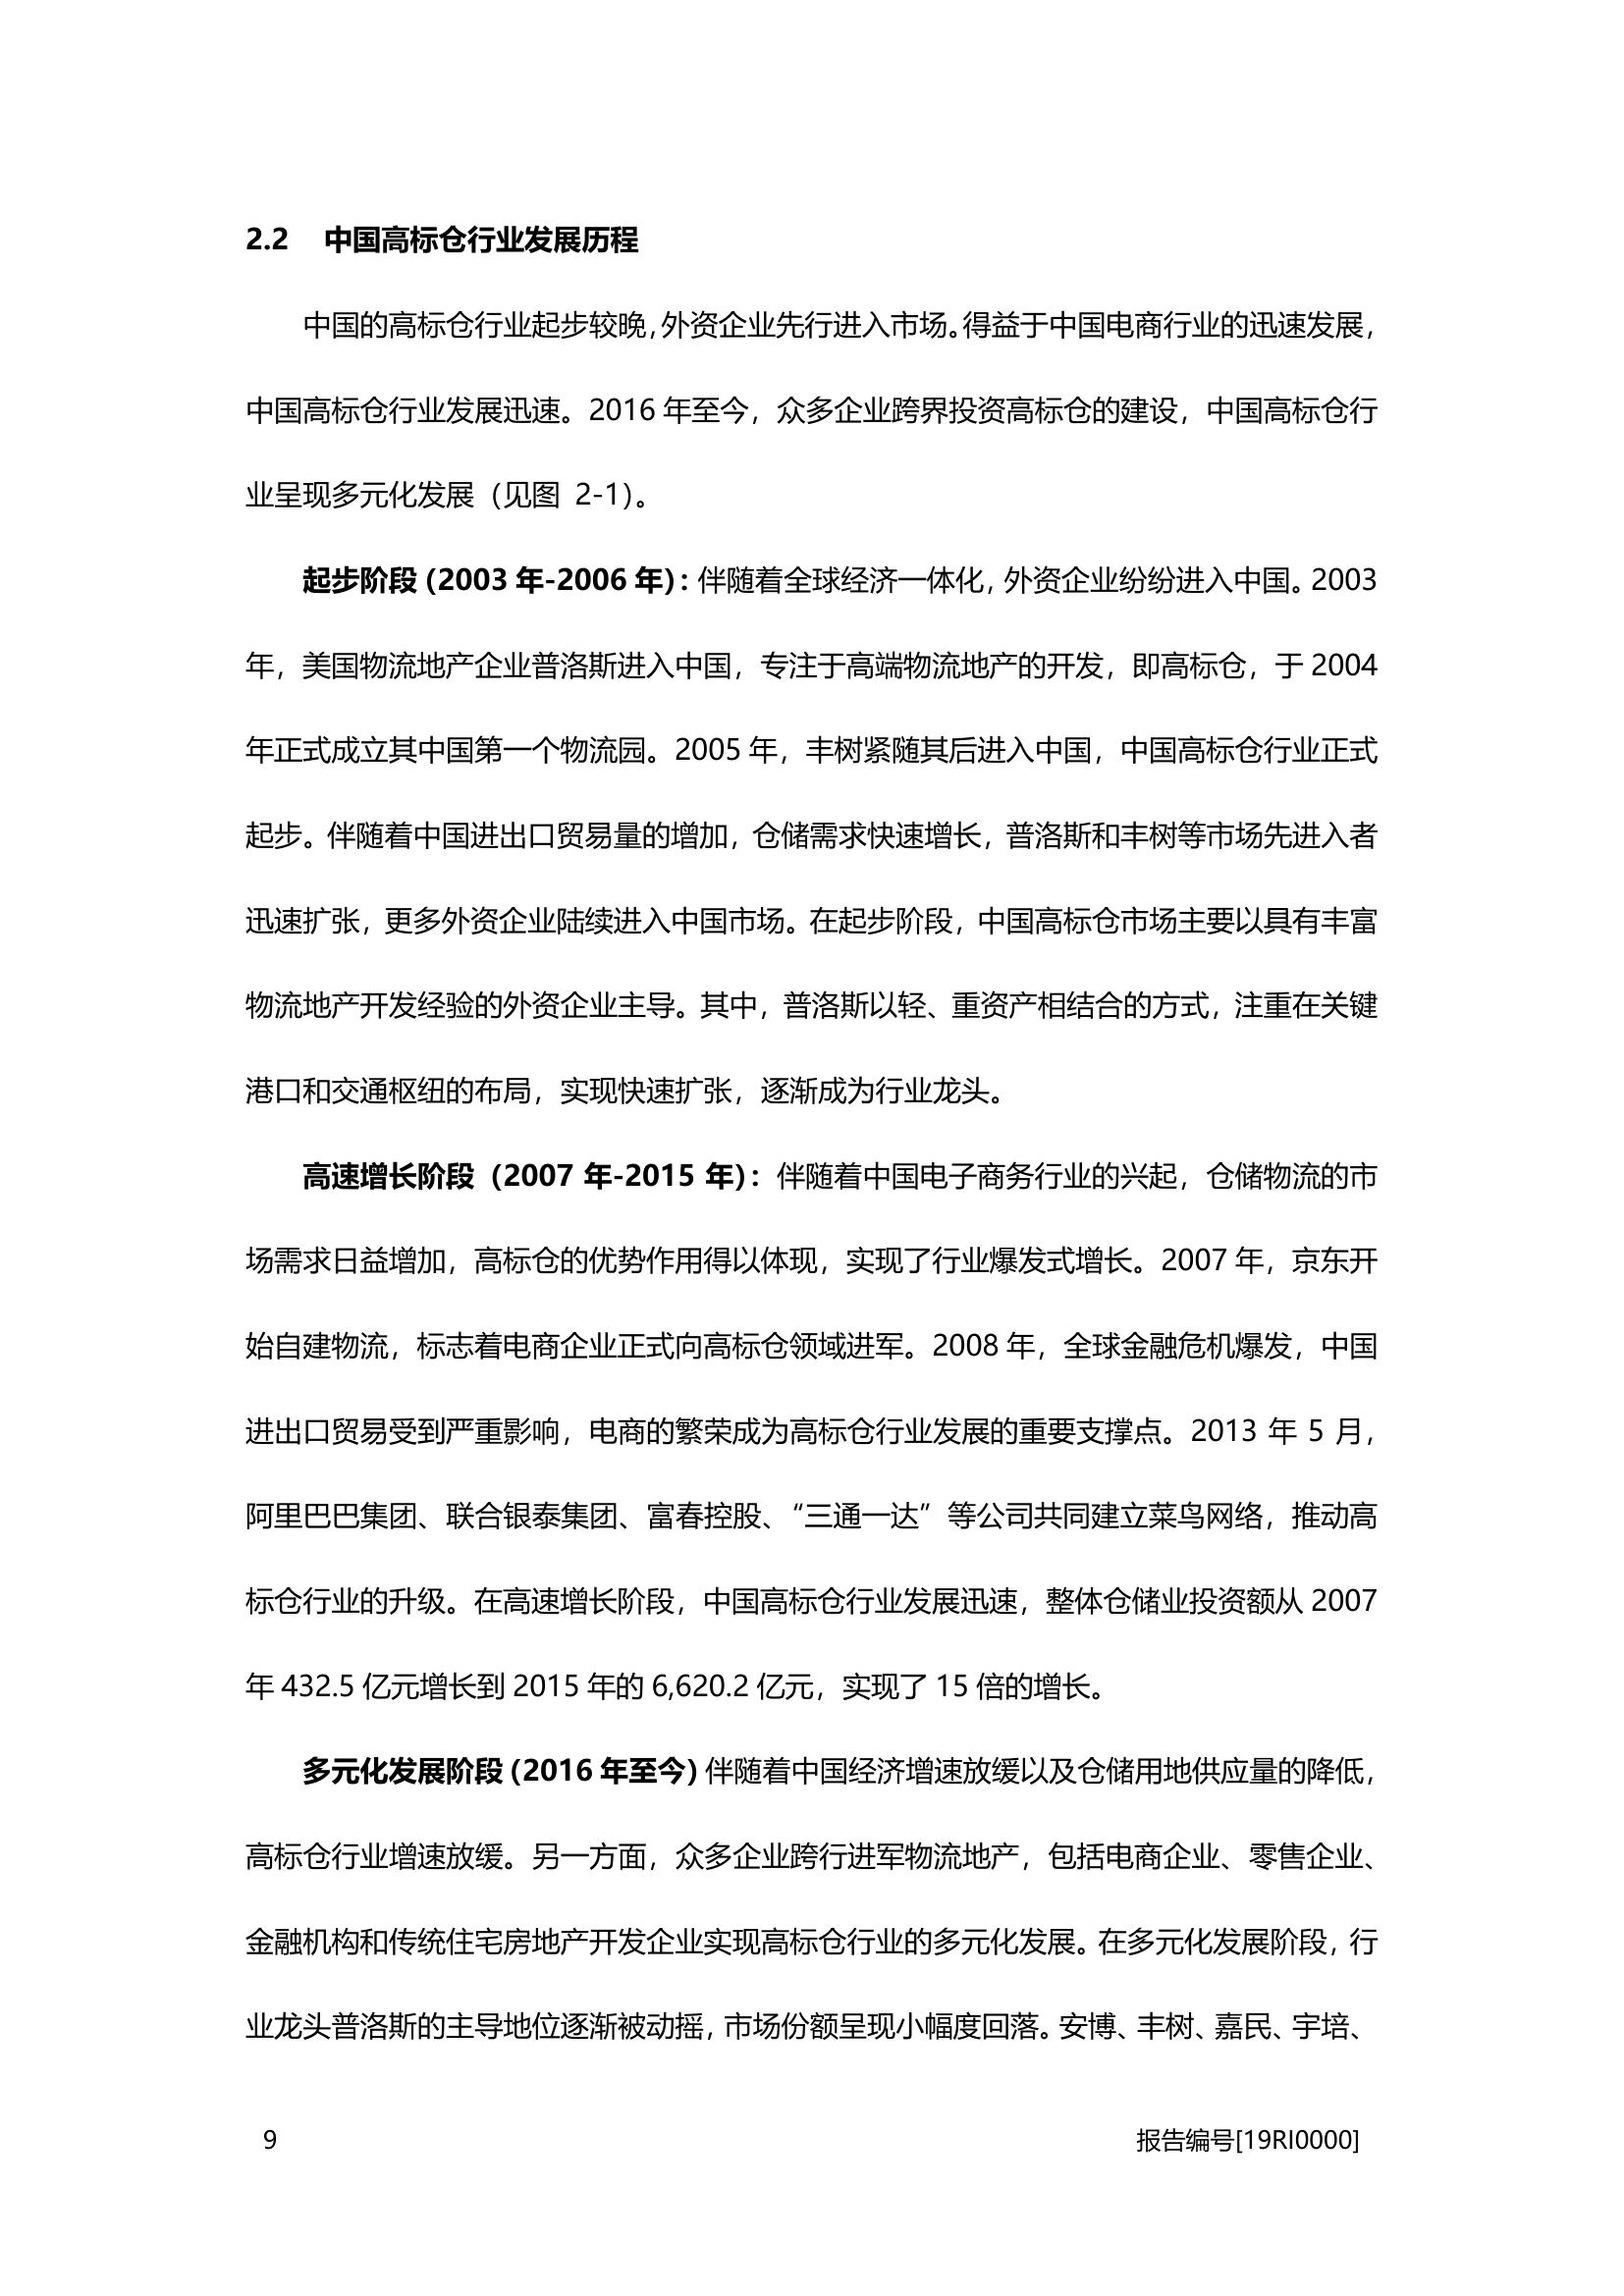 2.2 中国高标仓行业发展历程
中国的高标仓行业起步较晚，外资企业先行进入市场。得益于中国电商行业的迅速发展，
中国高标仓行业发展迅速。2016 年至今，众多企业跨界投资高标仓的建设，中国高标仓行
业呈现多元化发展（见图 2-1）。
起步阶段（2003 年-2006 年）：伴随着全球经济一体化，外资企业纷纷进入中国。2003
年，美国物流地产企业普洛斯进入中国，专注于高端物流地产的开发，即高标仓，于 2004
年正式成立其中国第一个物流园。2005 年，丰树紧随其后进入中国，中国高标仓行业正式
起步。伴随着中国进出口贸易量的增加，仓储需求快速增长，普洛斯和丰树等市场先进入者
迅速扩张，更多外资企业陆续进入中国市场。在起步阶段，中国高标仓市场主要以具有丰富
物流地产开发经验的外资企业主导。其中，普洛斯以轻、重资产相结合的方式，注重在关键
港口和交通枢纽的布局，实现快速扩张，逐渐成为行业龙头。
高速增长阶段（2007 年-2015 年）：伴随着中国电子商务行业的兴起，仓储物流的市
场需求日益增加，高标仓的优势作用得以体现，实现了行业爆发式增长。2007 年，京东开
始自建物流，标志着电商企业正式向高标仓领域进军。2008 年，全球金融危机爆发，中国
进出口贸易受到严重影响，电商的繁荣成为高标仓行业发展的重要支撑点。2013 年 5 月，
阿里巴巴集团、联合银泰集团、富春控股、“三通一达”等公司共同建立菜鸟网络，推动高
标仓行业的升级。在高速增长阶段，中国高标仓行业发展迅速，整体仓储业投资额从 2007
年 432.5 亿元增长到 2015 年的 6,620.2 亿元，实现了 15 倍的增长。
多元化发展阶段（2016 年至今）伴随着中国经济增速放缓以及仓储用地供应量的降低，
高标仓行业增速放缓。另一方面，众多企业跨行进军物流地产，包括电商企业、零售企业、
金融机构和传统住宅房地产开发企业实现高标仓行业的多元化发展。在多元化发展阶段，行
业龙头普洛斯的主导地位逐渐被动摇，市场份额呈现小幅度回落。安博、丰树、嘉民、宇培、
9 报告编号[19RI0000]